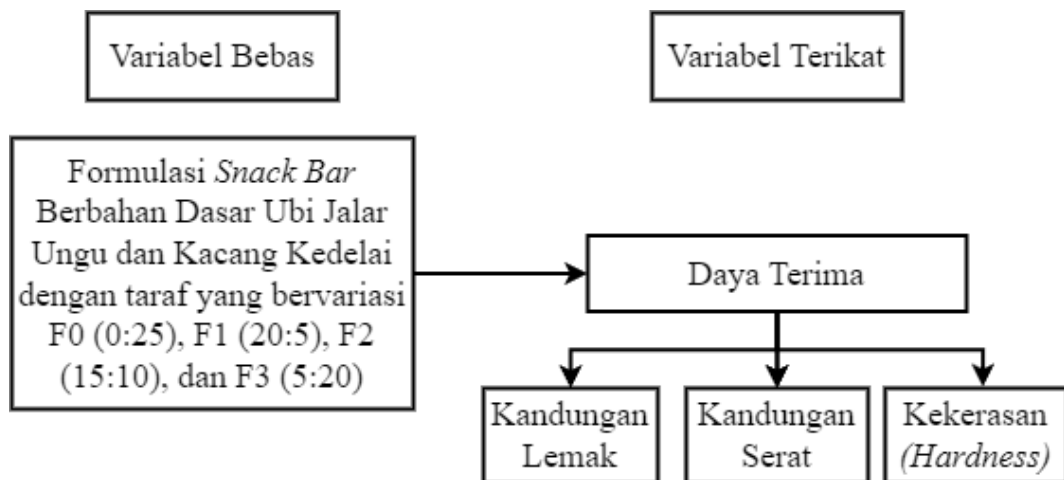 Variabel Bebas
Variabel Terikat
Formulasi Snack Bar
Berbahan Dasar Ubi Jalar
Ungu dan Kacang Kedelai
dengan taraf yang bervariasi
F0 (0:25), F1 (20:5), F2
(15:10), dan F3 (5:20)
Daya Terima
Kandungan
Lemak
Kandungan
Serat
Kekerasan
(Hardness)